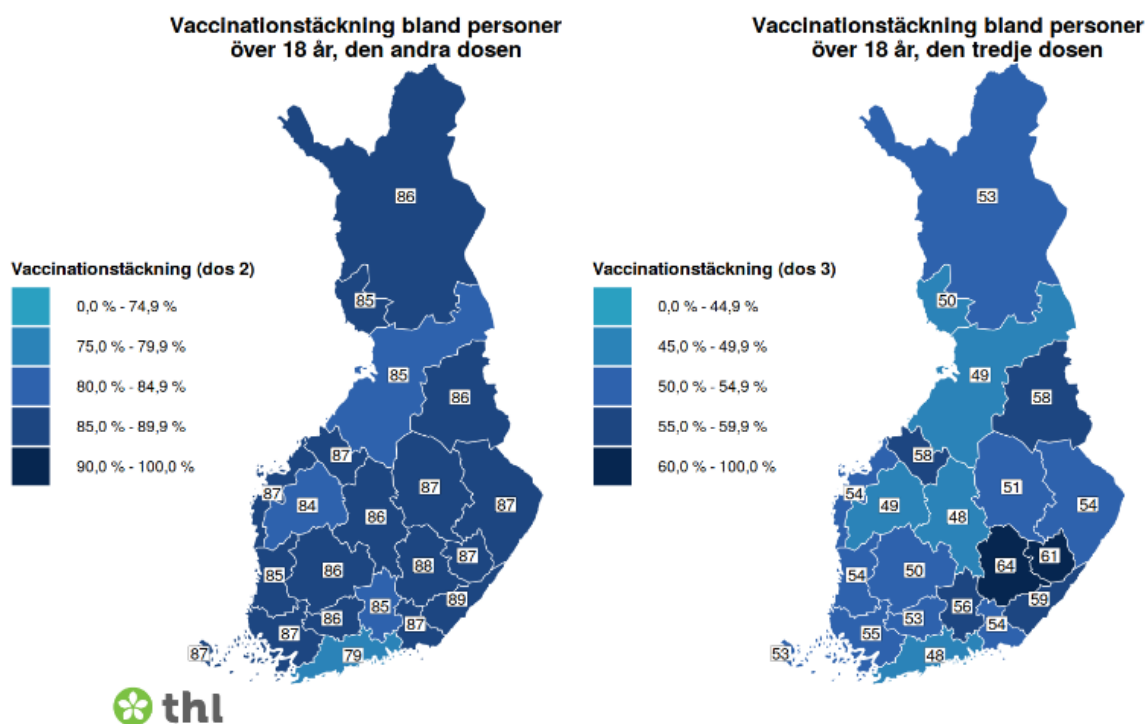 Vaccinationstäckning bland personer
över 18 år, den andra dosen
Vaccinationstäckning (dos 2)
0,0 % - 74,9 %
75,0 % - 79,9 %
80,0 % - 84,9 %
85,0 % - 89,9 %
90,0 % - 100,0 %
86
85
85
86
87
87
84
87
86
87
85
86
88
87
85
89
86
87
87
79
87
thl
Vaccinationstäckning bland personer
över 18 år, den tredje dosen
Vaccinationstäckning (dos 3)
0,0 % - 44,9 %
45,0 % - 49,9 %
50,0 % - 54,9 %
55,0 % - 59,9 %
60,0 % - 100,0 %
53
50
49
58
58
51
54
49
48
54
54
50
64
61
56
59
53
54
55
48
53